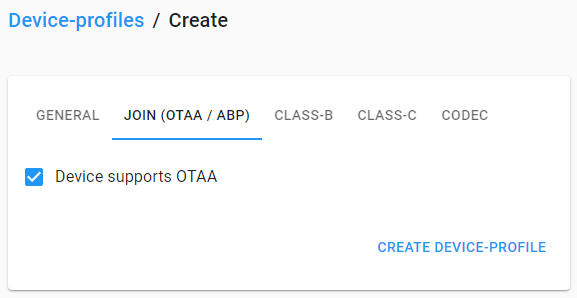 Device-profiles / Create
GENERAL JOIN (OTAA / ABP) CLASS-B CLASS-C CODEC
Device supports OTAA
CREATE DEVICE-PROFILE